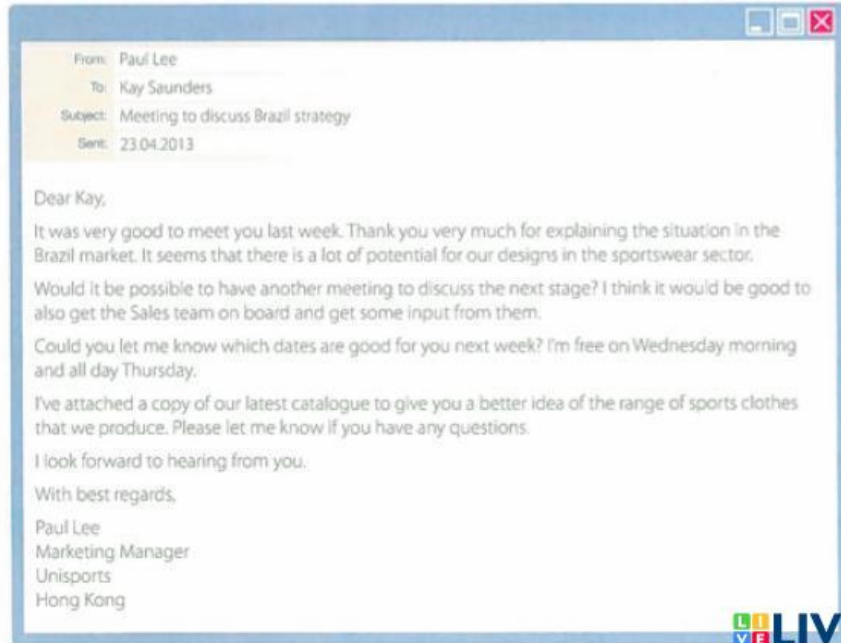 From: Paul Lee
To: Kay Saunders
Subject: Meeting to discuss Brazil strategy
Sent: 23.04.2013
Dear Kay,
It was very good to meet you last week. Thank you very much for explaining the situation in the
Brazil market. It seems that there is a lot of potential for our designs in the sportswear sector.
Would it be possible to have another meeting to discuss the next stage? I think it would be good to
also get the Sales team on board and get some input from them.
Could you let me know which dates are good for you next week? I'm free on Wednesday morning
and all day Thursday.
I've attached a copy of our latest catalogue to give you a better idea of the range of sports clothes
that we produce. Please let me know if you have any questions.
I look forward to hearing from you.
With best regards,
Paul Lee
Marketing Manager
Unisports
Hong Kong
LIVE LIV